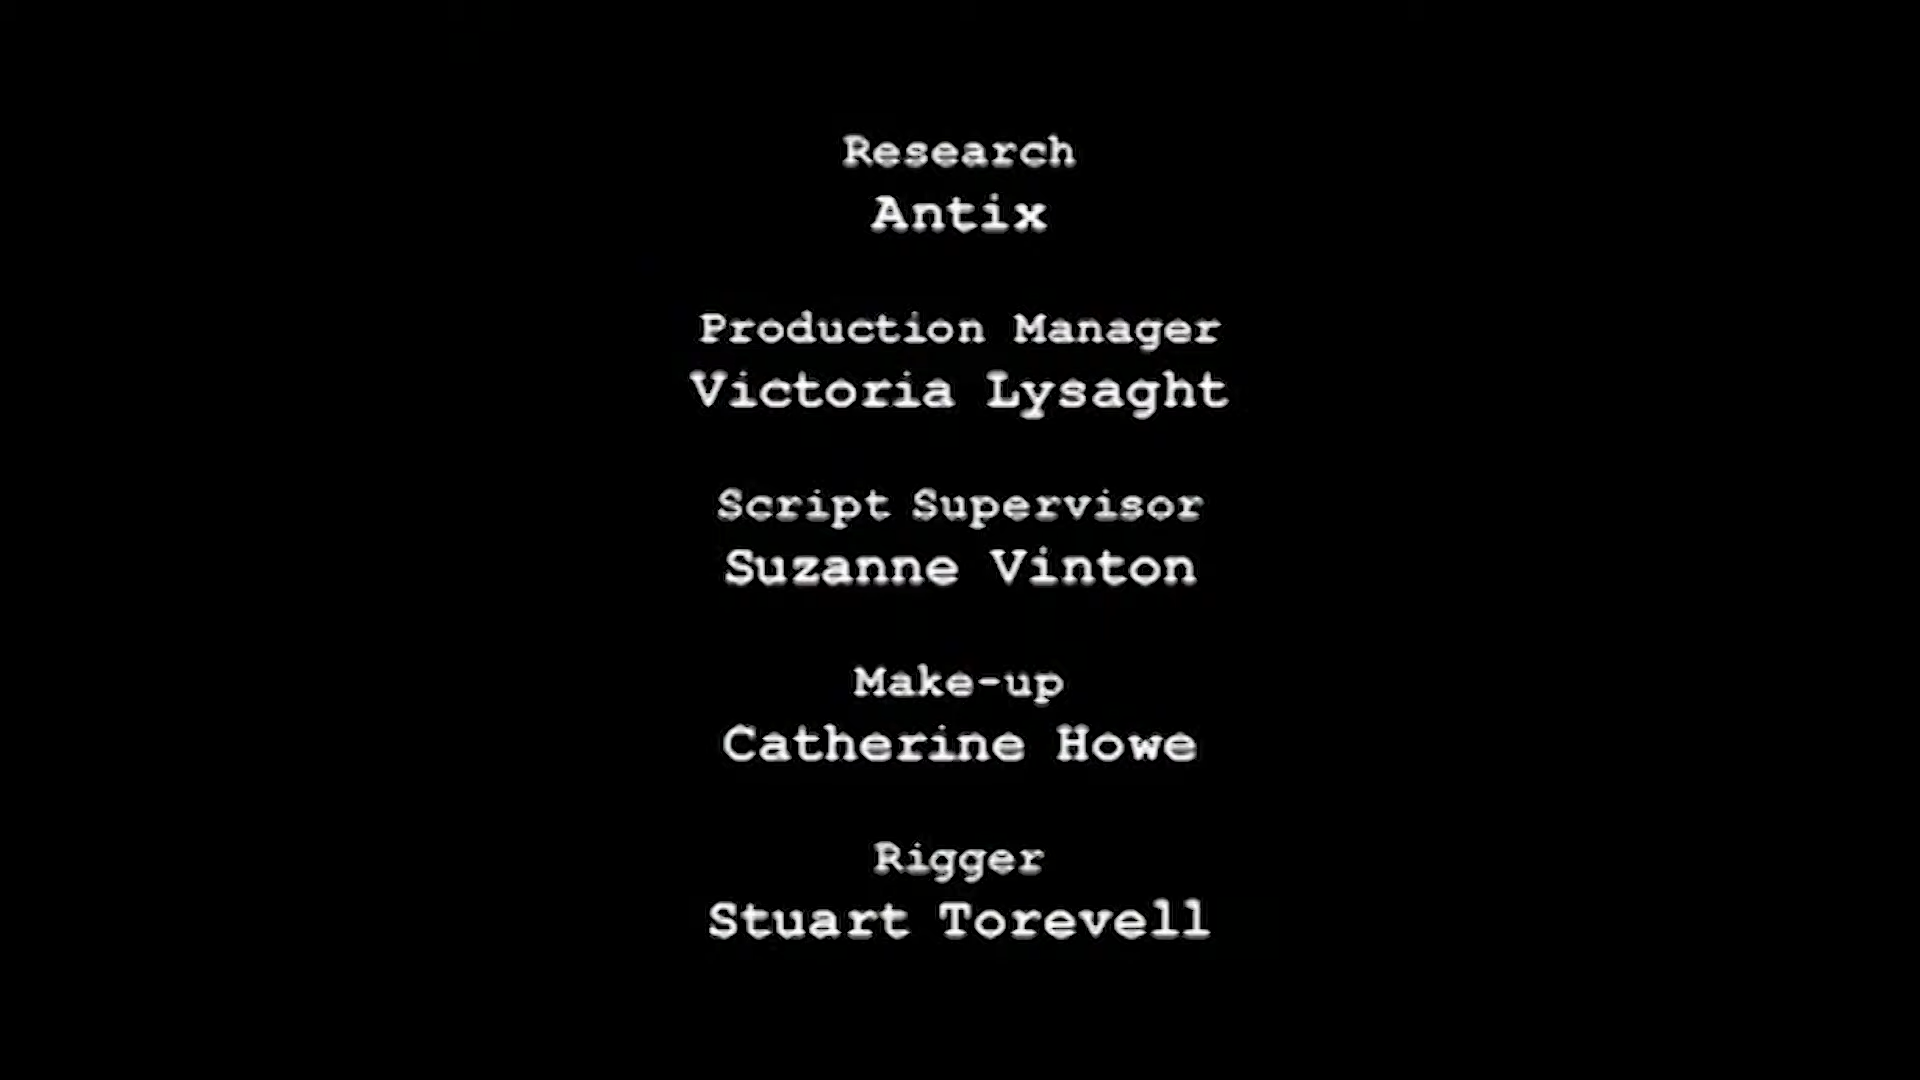 Research
Antix
Production Manager
Victoria Lysaght
Script Supervisor
Suzanne Vinton
Make-up
Catherine Howe
Rigger
Stuart Torevell